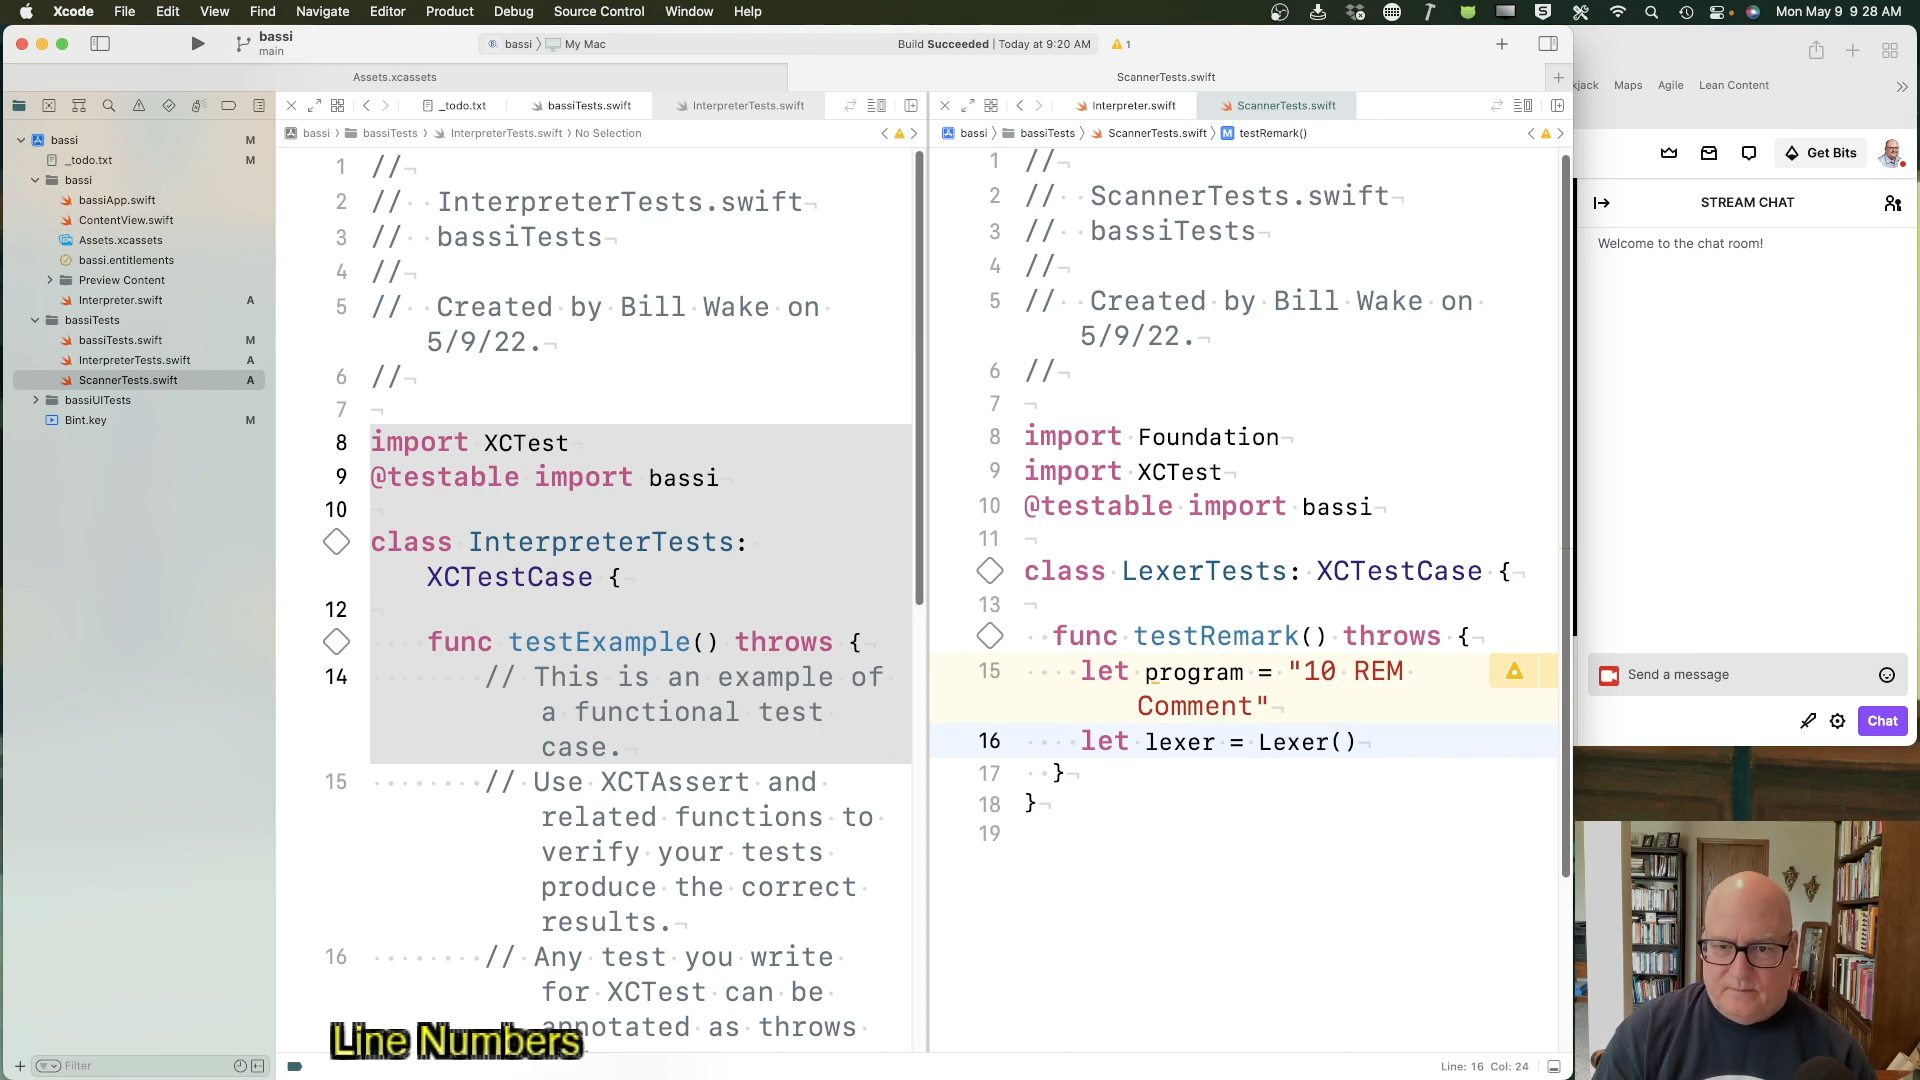 Xcode File Edit View Find Navigate Editor Product Debug Source Control Window Help Mon May 9 9:28 AM
bassi
main
bassi 〉 My Mac
Build Succeeded | Today at 9:20 AM
1
Assets.xcassets
ScannerTests.swift
bassi M
_todo.txt M
bassi
bassiApp.swift
ContentView.swift
Assets.xcassets
bassi.entitlements
Preview Content
Interpreter.swift A
bassiTests
bassiTests.swift M
InterpreterTests.swift A
ScannerTests.swift A
bassiUITests
Bint.key M
Filter
_todo.txt bassiTests.swift InterpreterTests.swift
bassi 〉 bassiTests 〉 InterpreterTests.swift 〉 No Selection
1 //
2 // InterpreterTests.swift
3 // bassiTests
4 //
5 // Created by Bill Wake on
5/9/22.
6 //
7
8 import XCTest
9 @testable import bassi
10
class InterpreterTests:
XCTestCase {
12
func testExample() throws {
14 // This is an example of
a functional test
case.
15 // Use XCTAssert and
related functions to
verify your tests
produce the correct
results.
16 // Any test you write
for XCTest can be
annotated as throws
Line Numbers
Interpreter.swift ScannerTests.swift
bassi 〉 bassiTests 〉 ScannerTests.swift 〉 M testRemark()
1 //
2 // ScannerTests.swift
3 // bassiTests
4 //
5 // Created by Bill Wake on
5/9/22.
6 //
7
8 import Foundation
9 import XCTest
10 @testable import bassi
11
class LexerTests: XCTestCase {
13
func testRemark() throws {
15 let program = "10 REM
Comment"
16 let lexer = Lexer()
17 }
18 }
19
Line: 16 Col: 24
Maps Agile Lean Content
Get Bits
STREAM CHAT
Welcome to the chat room!
Send a message
Chat